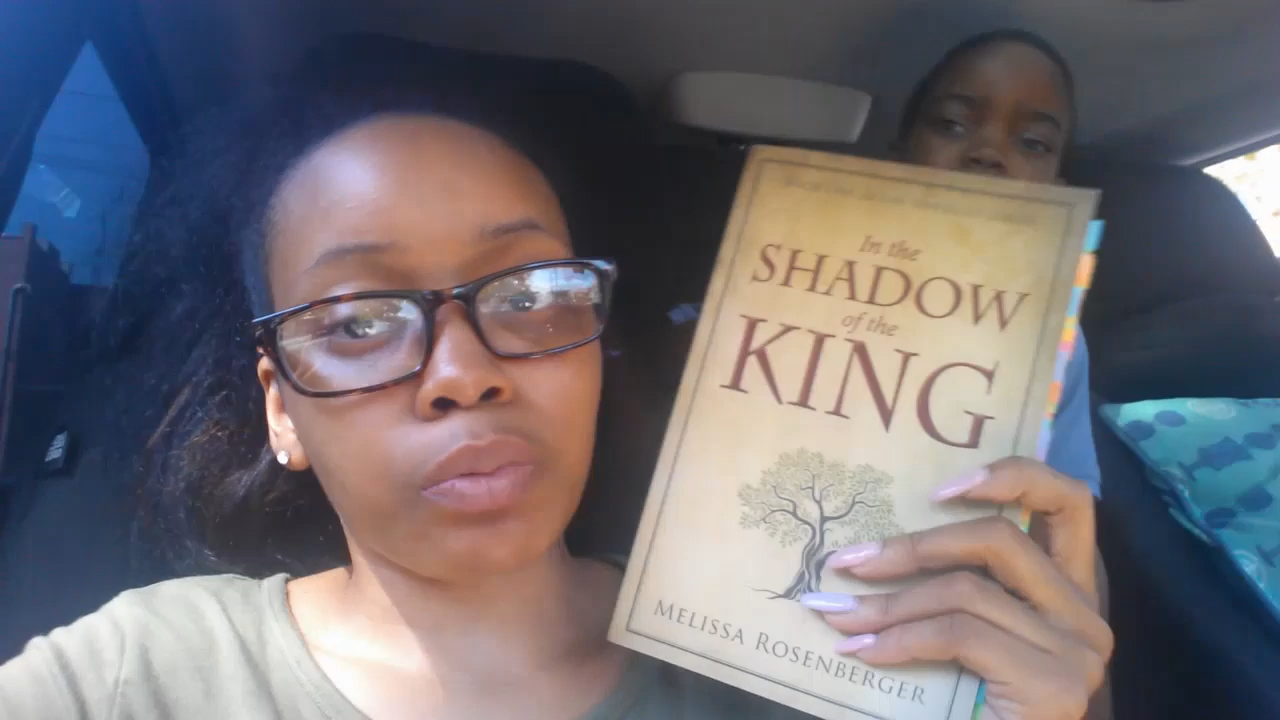 In the
SHADOW
of the
KING
MELISSA ROSENBERGER